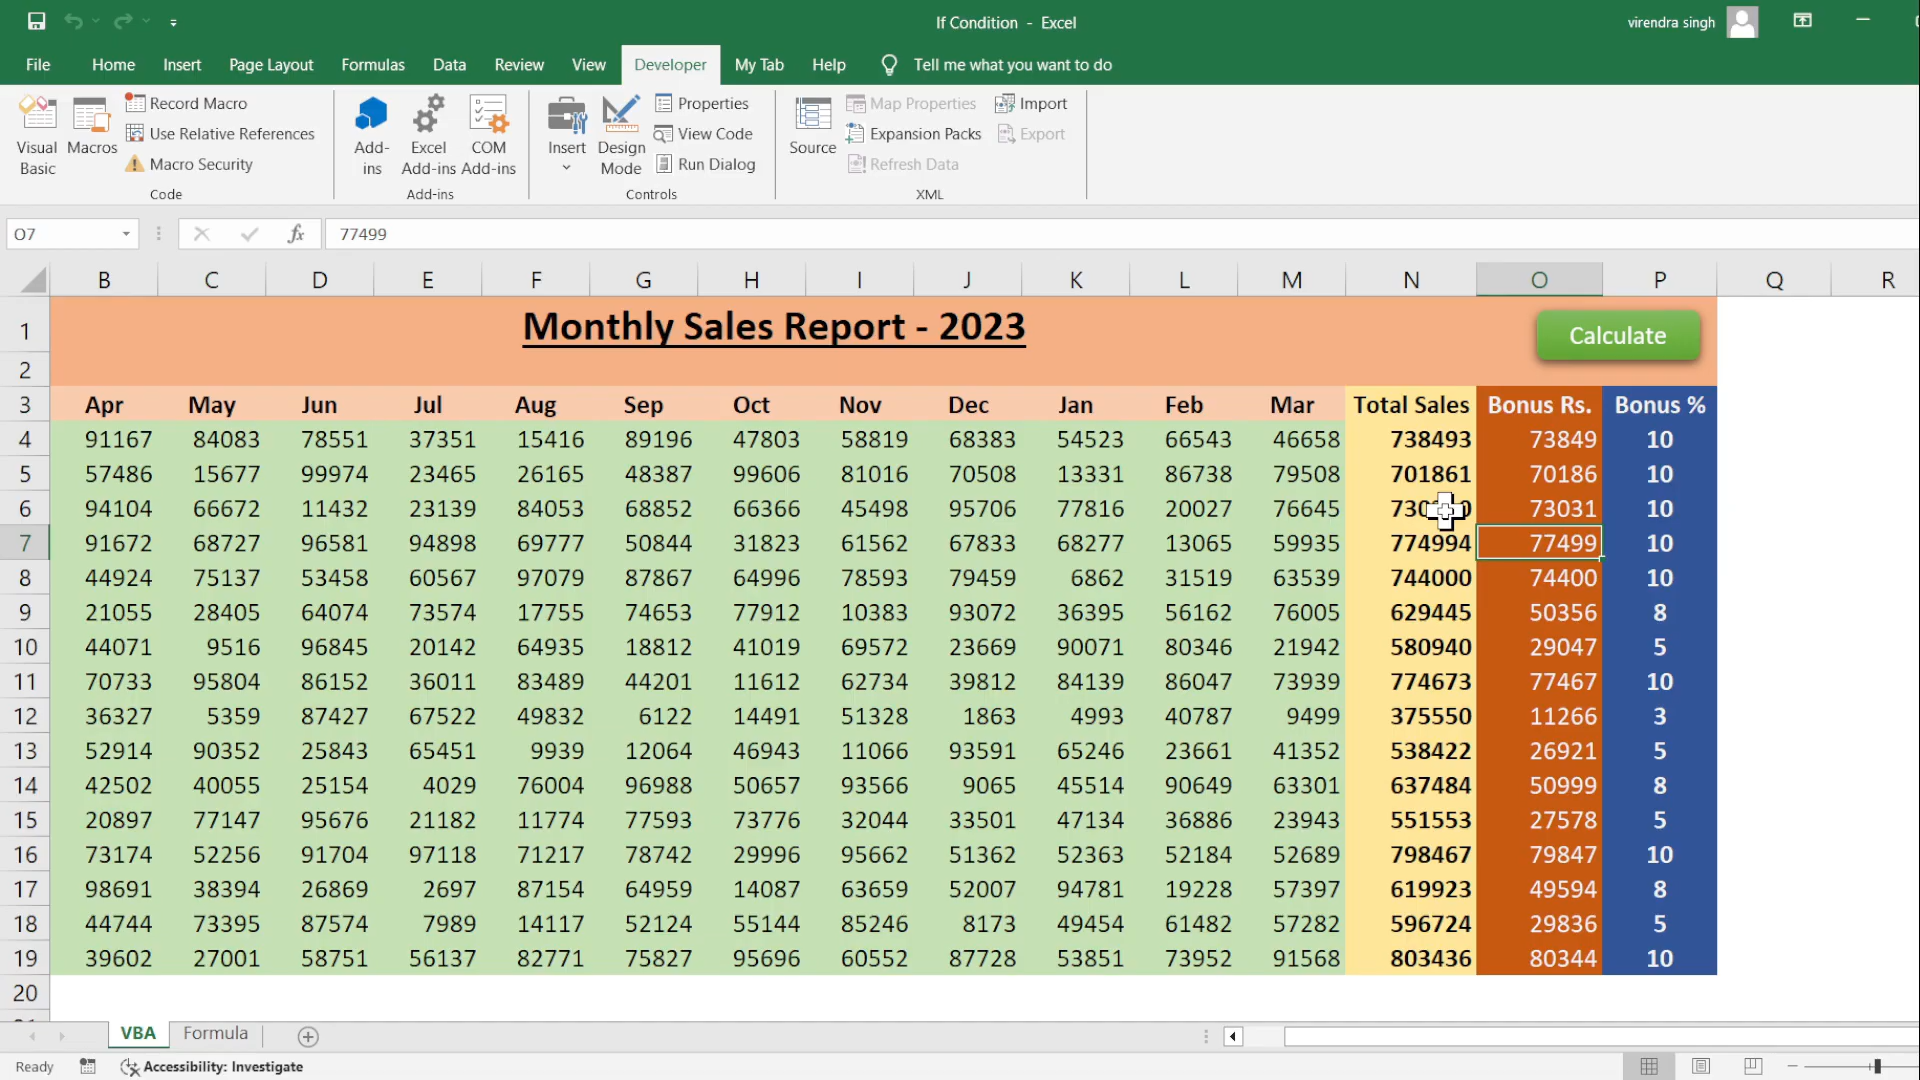 If Condition - Excel
virendra singh
File Home Insert Page Layout Formulas Data Review View Developer My Tab Help Tell me what you want to do
Visual Basic
Macros
Record Macro
Use Relative References
Macro Security
Code
Add-ins
Excel Add-ins
COM Add-ins
Add-ins
Insert
Design Mode
Properties
View Code
Run Dialog
Controls
Source
Map Properties
Expansion Packs
Refresh Data
Import
Export
XML
O7 fx 77499
B C D E F G H I J K L M N O P Q R
1 Monthly Sales Report - 2023 Calculate
2
3 Apr May Jun Jul Aug Sep Oct Nov Dec Jan Feb Mar Total Sales Bonus Rs. Bonus %
4 91167 84083 78551 37351 15416 89196 47803 58819 68383 54523 66543 46658 738493 73849 10
5 57486 15677 99974 23465 26165 48387 99606 81016 70508 13331 86738 79508 701861 70186 10
6 94104 66672 11432 23139 84053 68852 66366 45498 95706 77816 20027 76645 73031 10
7 91672 68727 96581 94898 69777 50844 31823 61562 67833 68277 13065 59935 774994 77499 10
8 44924 75137 53458 60567 97079 87867 64996 78593 79459 6862 31519 63539 744000 74400 10
9 21055 28405 64074 73574 17755 74653 77912 10383 93072 36395 56162 76005 629445 50356 8
10 44071 9516 96845 20142 64935 18812 41019 69572 23669 90071 80346 21942 580940 29047 5
11 70733 95804 86152 36011 83489 44201 11612 62734 39812 84139 86047 73939 774673 77467 10
12 36327 5359 87427 67522 49832 6122 14491 51328 1863 4993 40787 9499 375550 11266 3
13 52914 90352 25843 65451 9939 12064 46943 11066 93591 65246 23661 41352 538422 26921 5
14 42502 40055 25154 4029 76004 96988 50657 93566 9065 45514 90649 63301 637484 50999 8
15 20897 77147 95676 21182 11774 77593 73776 32044 33501 47134 36886 23943 551553 27578 5
16 73174 52256 91704 97118 71217 78742 29996 95662 51362 52363 52184 52689 798467 79847 10
17 98691 38394 26869 2697 87154 64959 14087 63659 52007 94781 19228 57397 619923 49594 8
18 44744 73395 87574 7989 14117 52124 55144 85246 8173 49454 61482 57282 596724 29836 5
19 39602 27001 58751 56137 82771 75827 95696 60552 87728 53851 73952 91568 803436 80344 10
20
VBA Formula
Ready Accessibility: Investigate